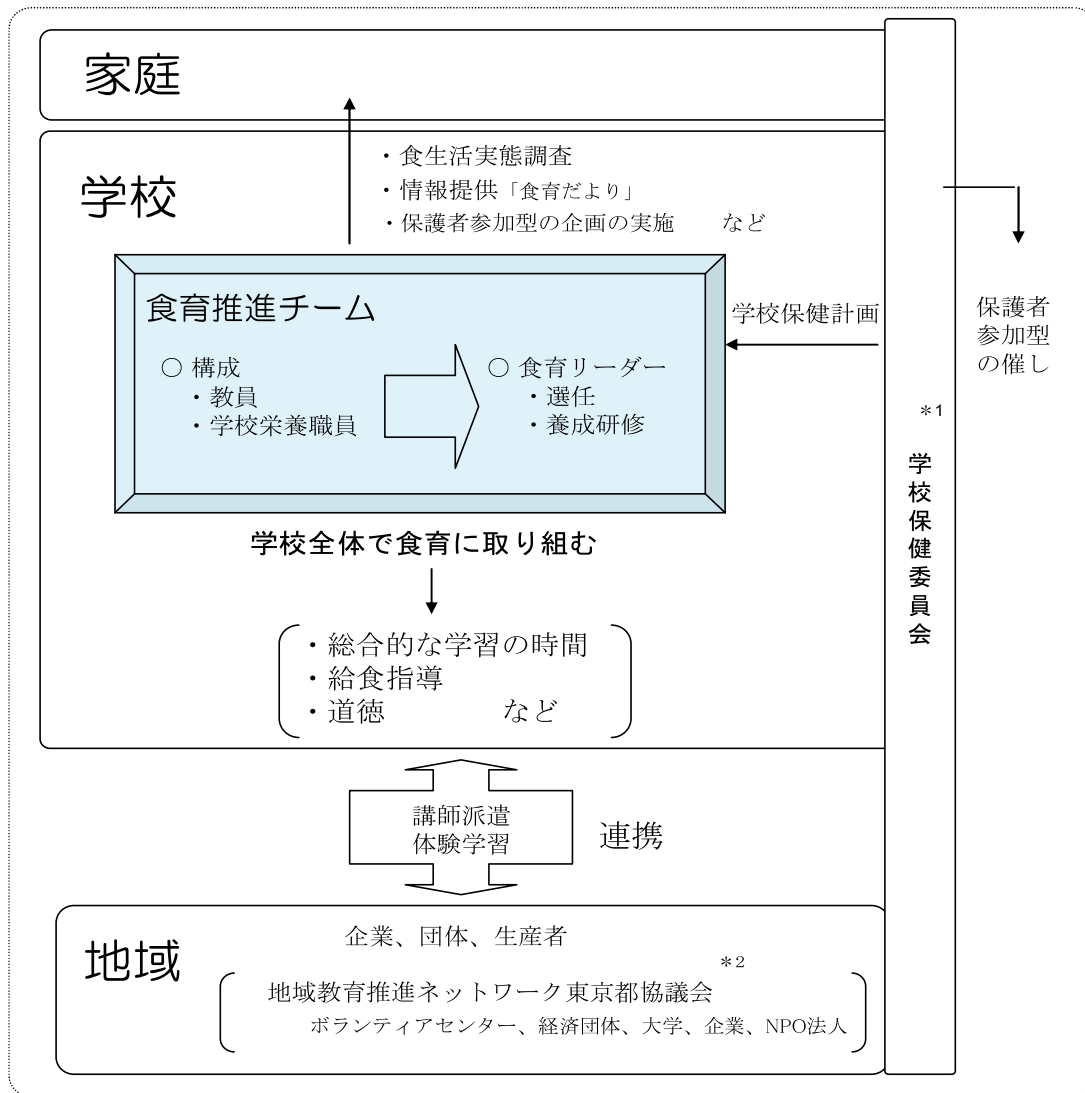 家庭
・食生活実態調査
・情報提供「食育だより」
・保護者参加型の企画の実施　　など
学校
食育推進チーム
○ 構成
・教員
・学校栄養職員
○ 食育リーダー
・選任
・養成研修
学校保健計画
保護者
参加型
の催し
*1
学校保健委員会
学校全体で食育に取り組む
・総合的な学習の時間
・給食指導
・道徳　　　　など
講師派遣
体験学習
連携
地域
企業、団体、生産者
*2
地域教育推進ネットワーク東京都協議会
ボランティアセンター、経済団体、大学、企業、NPO法人